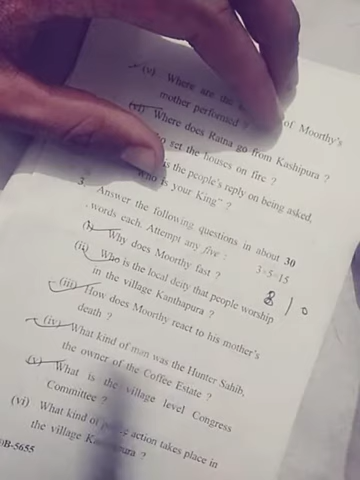 (v) Where are the of Moorthy's
mother performed ?
(vi) Where does Ratna go from Kashipura ?
set the houses on fire ?
is the people's reply on being asked,
"Who is your King" ?
3. Answer the following questions in about 30
words each. Attempt any five : 3×5=15
(i) Why does Moorthy fast ?
(ii) Who is the local deity that people worship
in the village Kanthapura ?
8/0
(iii) How does Moorthy react to his mother's
death ?
(iv) What kind of man was the Hunter Sahib,
the owner of the Coffee Estate ?
(v) What is the village level Congress
Committee ?
(vi) What kind of action takes place in
the village ?
DB-5655